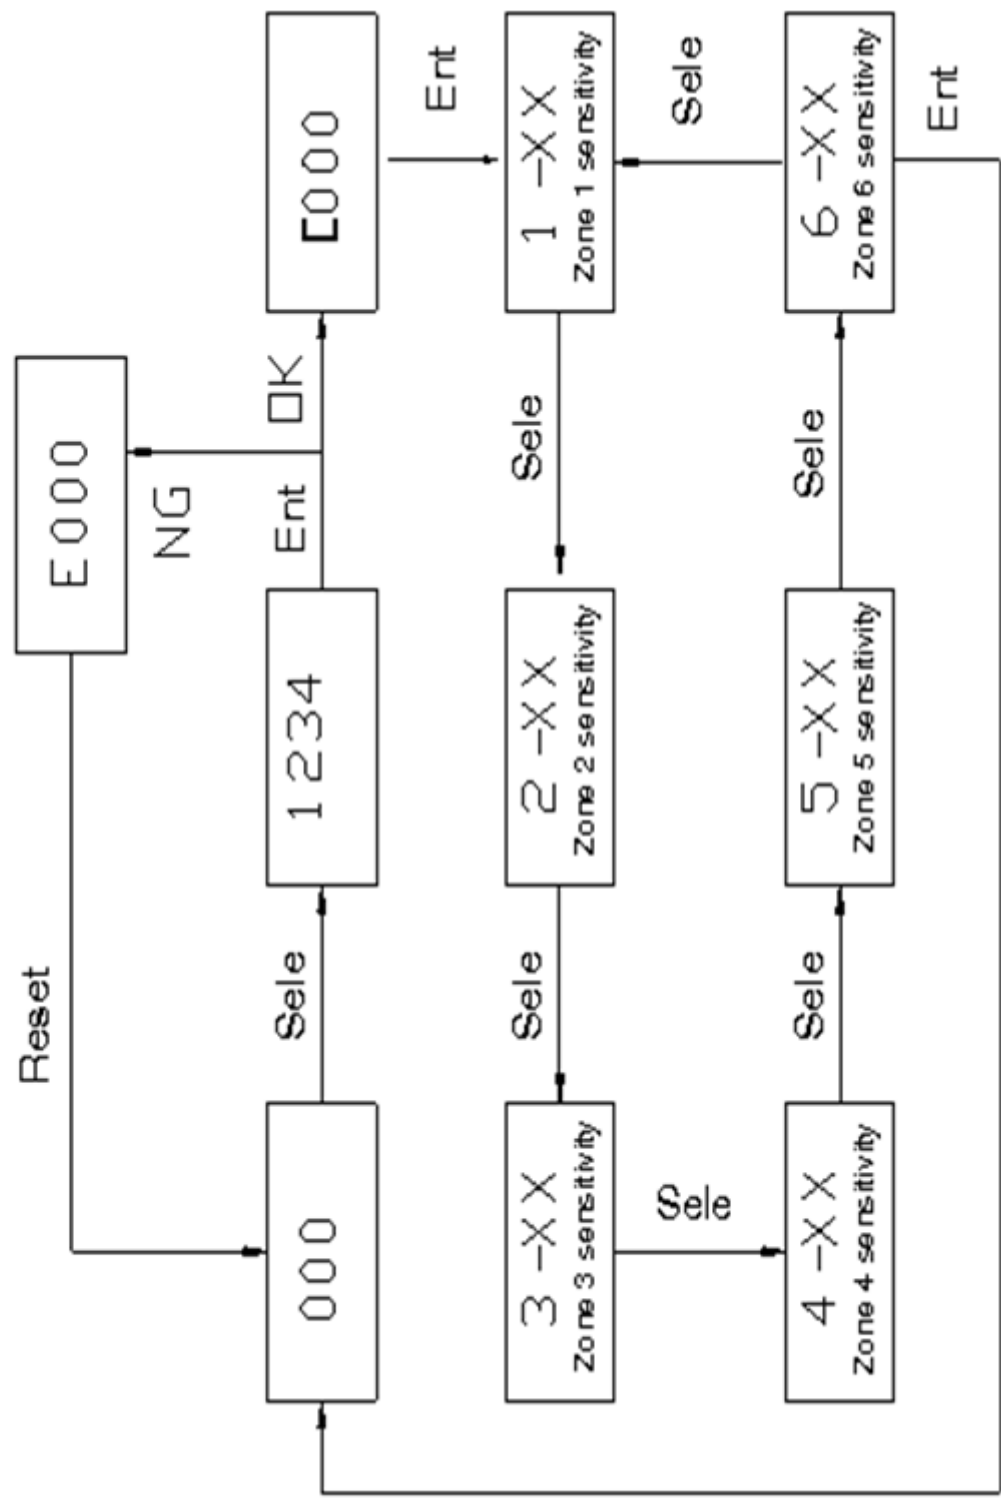 Reset
E000
NG
000
Sele
1234
Ent
OK
C000
Ent
3 -XX
Zone 3 sensitivity
Sele
2 -XX
Zone 2 sensitivity
Sele
1 -XX
Zone 1 sensitivity
Sele
Sele
4 -XX
Zone 4 sensitivity
Sele
5 -XX
Zone 5 sensitivity
Sele
6 -XX
Zone 6 sensitivity
Ent